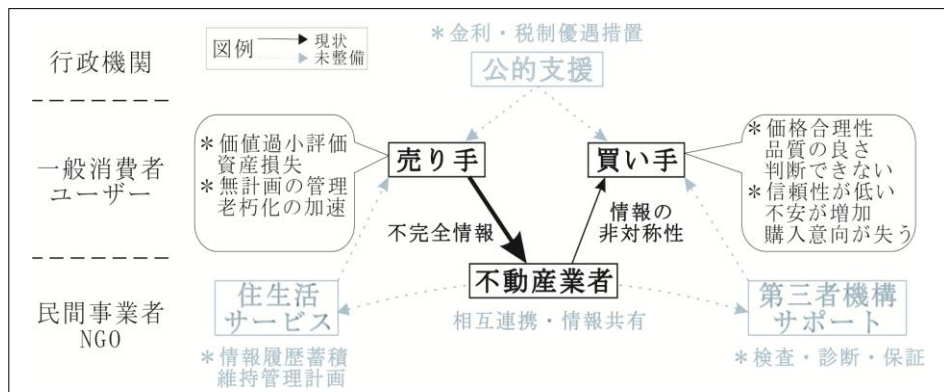 行政機関
図例
現状
未整備
＊金利・税制優遇措置
公的支援
一般消費者
ユーザー
＊価値過小評価
資産損失
＊無計画の管理
老朽化の加速
売り手
買い手
＊価格合理性
品質の良さ
判断できない
＊信頼性が低い
不安が増加
購入意向が失う
不完全情報
情報の
非対称性
民間事業者
NGO
住生活
サービス
不動産業者
第三者機構
サポート
相互連携・情報共有
＊情報履歴蓄積
維持管理計画
＊検査・診断・保証